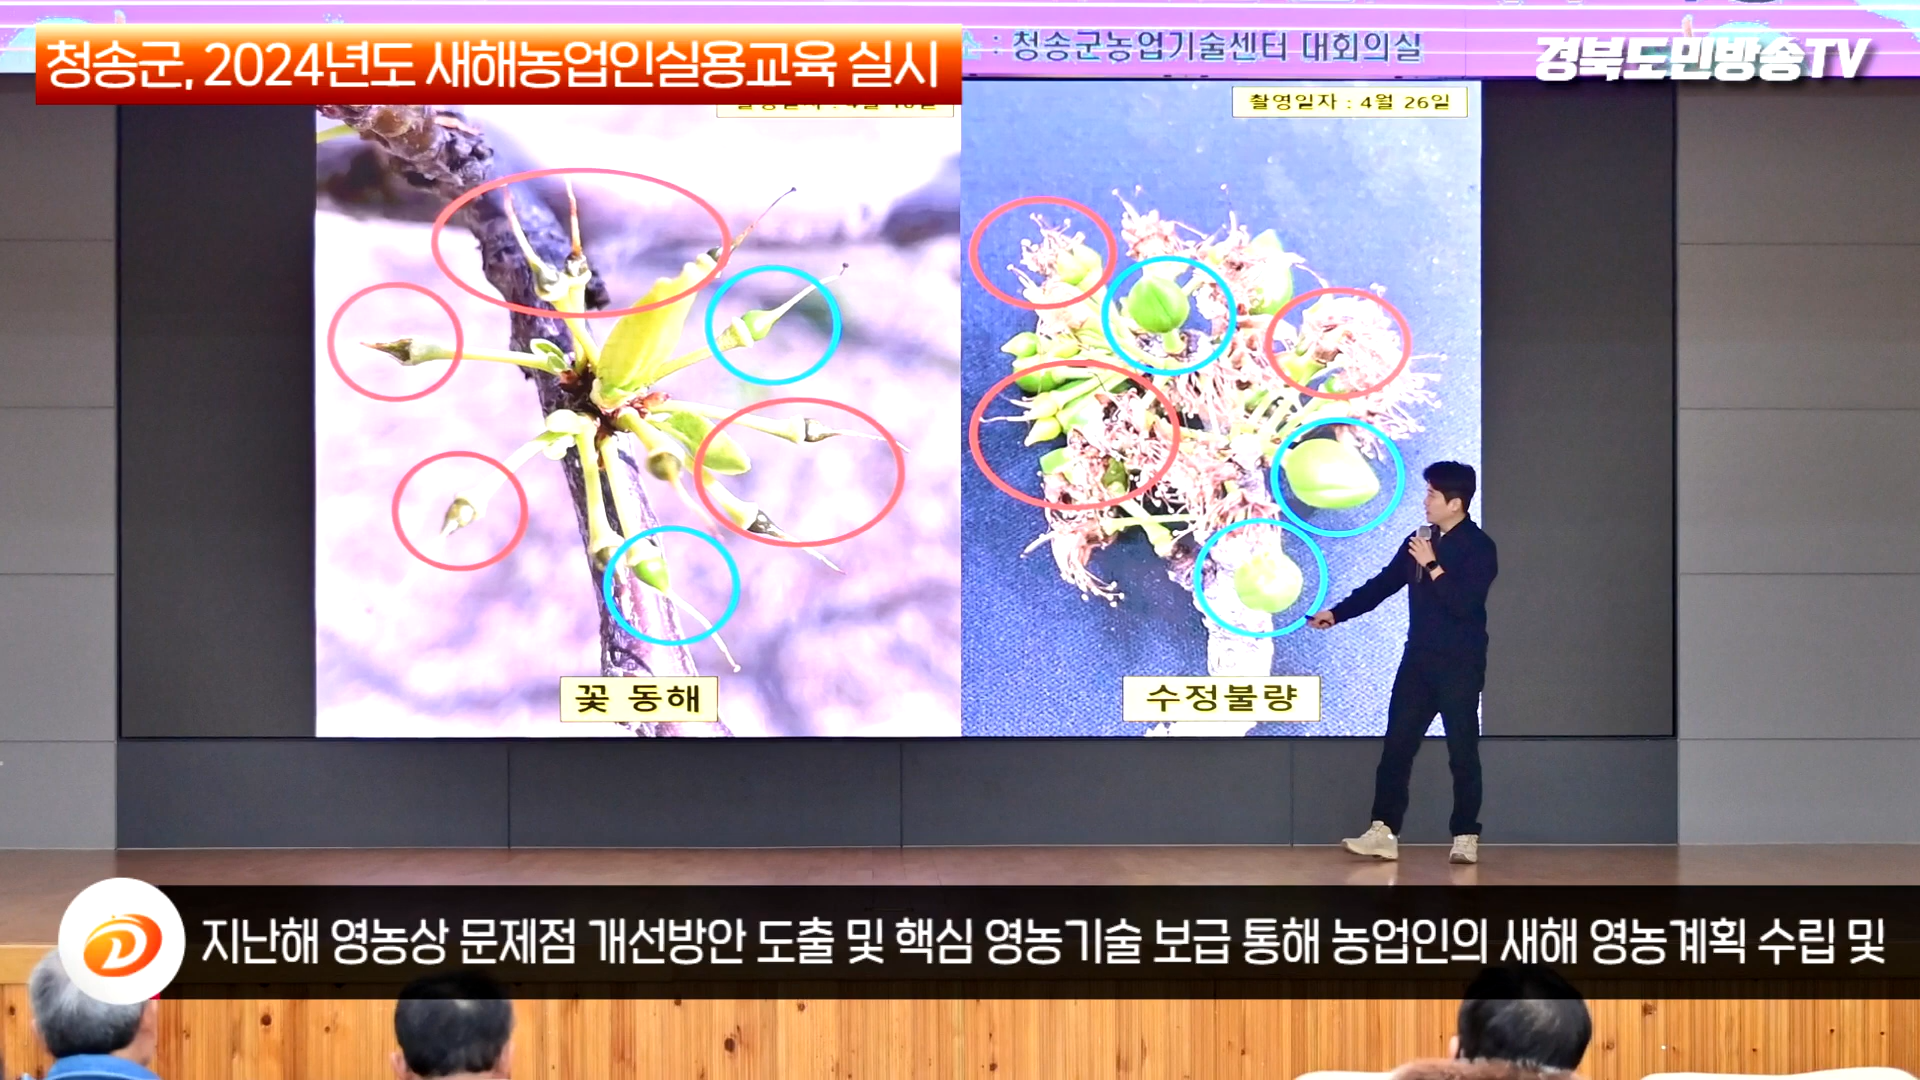 청송군, 2024년도 새해농업인실용교육 실시
: 청송군농업기술센터 대회의실
경북도민방송TV
촬영일자 : 4월 26일
꽃 동해
수정불량
지난해 영농상 문제점 개선방안 도출 및 핵심 영농기술 보급 통해 농업인의 새해 영농계획 수립 및